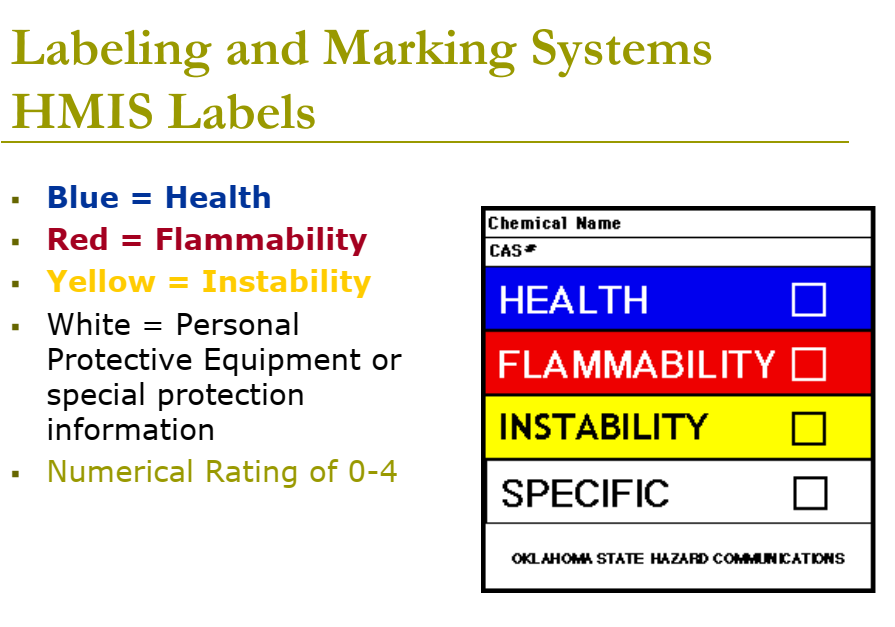 Labeling and Marking Systems
HMIS Labels
▪ Blue = Health
▪ Red = Flammability
▪ Yellow = Instability
▪ White = Personal
Protective Equipment or
special protection
information
▪ Numerical Rating of 0-4
Chemical Name
CAS#
HEALTH
FLAMMABILITY
INSTABILITY
SPECIFIC
OKLAHOMA STATE HAZARD COMMUNICATIONS